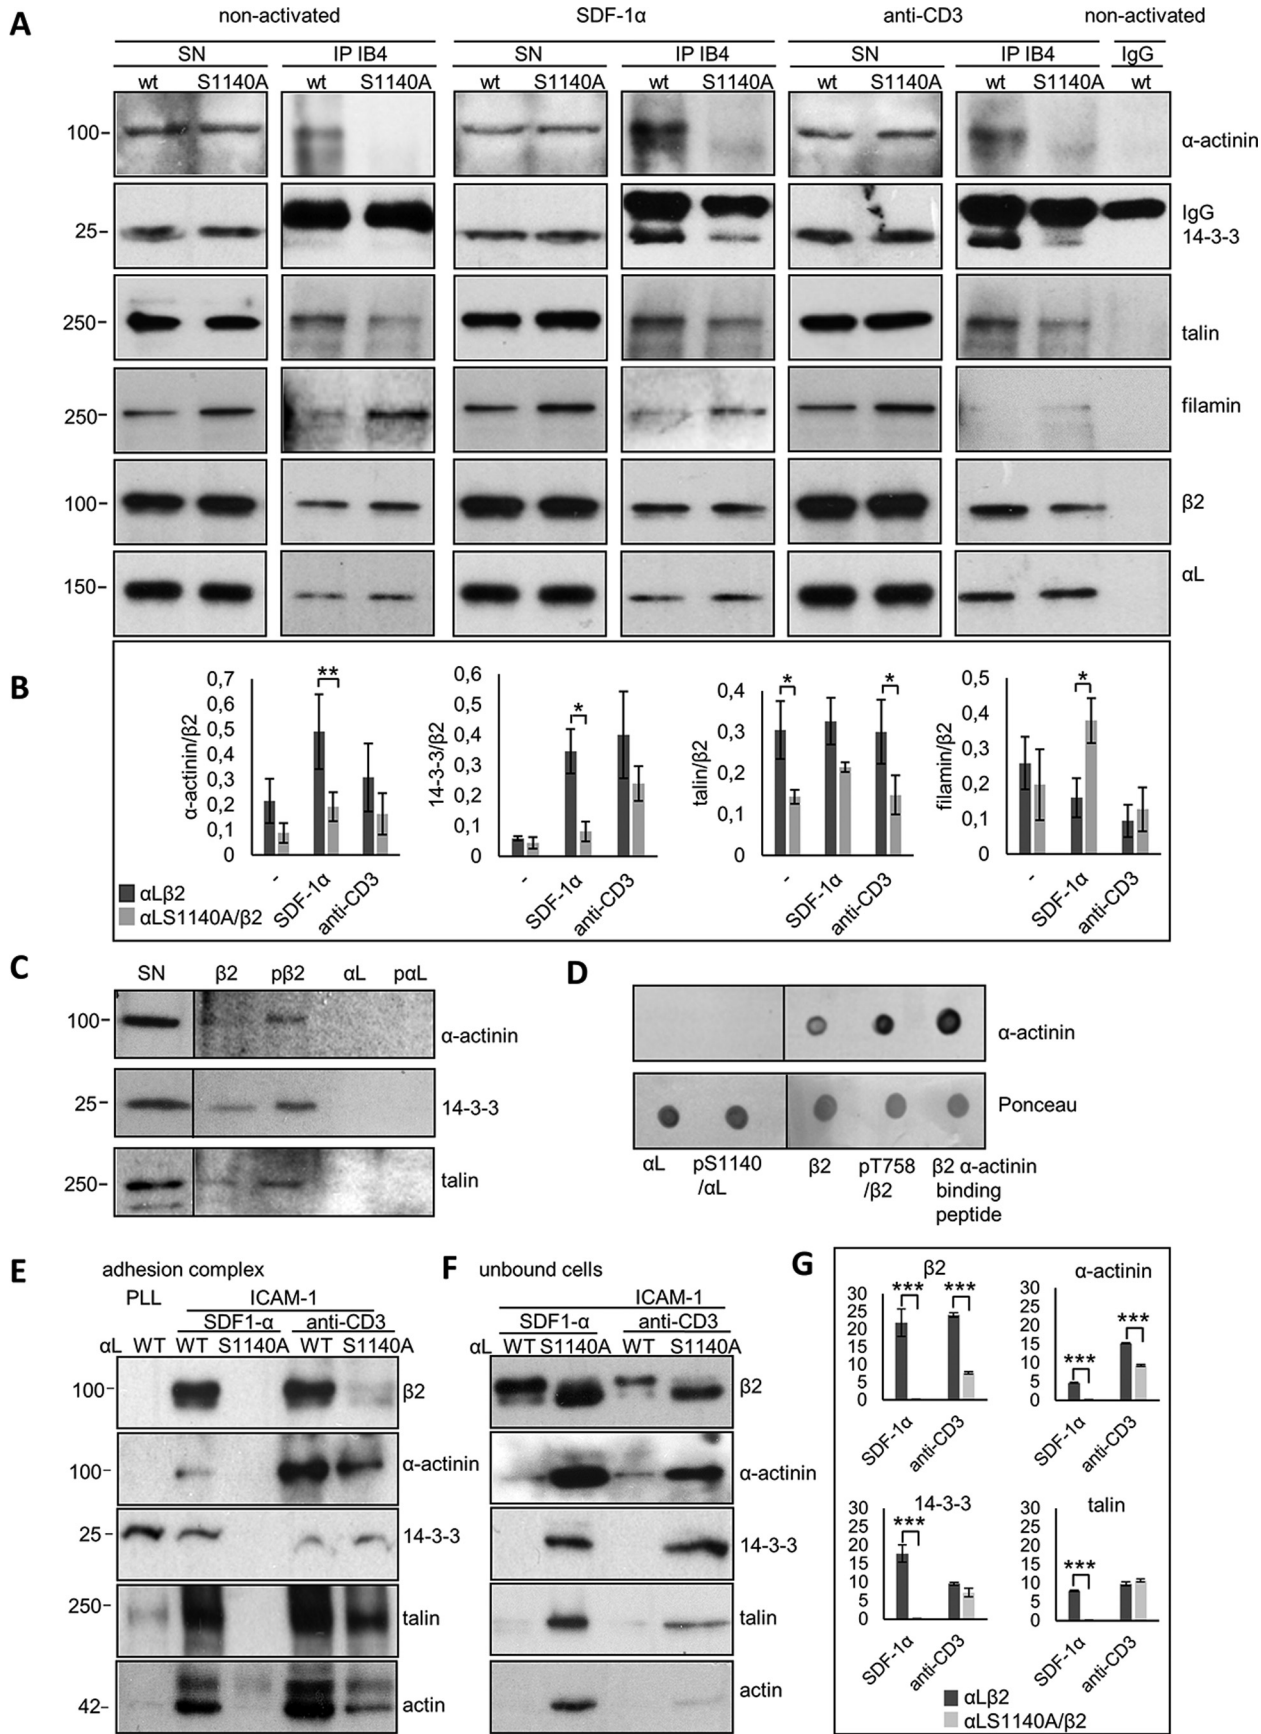 A
non-activated SDF-1α anti-CD3 non-activated
SN IP IB4 SN IP IB4 SN IP IB4 IgG
wt S1140A wt S1140A wt S1140A wt S1140A wt S1140A wt S1140A wt
100– α-actinin
IgG
25– 14-3-3
250– talin
250– filamin
100– β2
150– αL
B
α-actinin/β2
0,7
0,6
0,5
0,4
0,3
0,2
0,1
0
**
- SDF-1α anti-CD3
14-3-3/β2
0,6
0,5
0,4
0,3
0,2
0,1
0
*
- SDF-1α anti-CD3
talin/β2
0,4
0,3
0,2
0,1
0
* *
- SDF-1α anti-CD3
filamin/β2
0,5
0,4
0,3
0,2
0,1
0
*
- SDF-1α anti-CD3
αLβ2
αLS1140A/β2
C
SN β2 pβ2 αL pαL
100– α-actinin
25– 14-3-3
250– talin
D
α-actinin
Ponceau
αL pS1140 β2 pT758 β2 α-actinin
/αL /β2 binding
peptide
E
adhesion complex
PLL ICAM-1
SDF1-α anti-CD3
αL WT WT S1140A WT S1140A
100– β2
100– α-actinin
25– 14-3-3
250– talin
42– actin
F
unbound cells
ICAM-1
SDF1-α anti-CD3
αL WT S1140A WT S1140A
β2
α-actinin
14-3-3
talin
actin
G
β2
30
25
20
15
10
5
0
*** ***
SDF-1α anti-CD3
α-actinin
30
25
20
15
10
5
0
*** ***
SDF-1α anti-CD3
14-3-3
30
25
20
15
10
5
0
***
SDF-1α anti-CD3
talin
30
25
20
15
10
5
0
***
SDF-1α anti-CD3
αLβ2
αLS1140A/β2